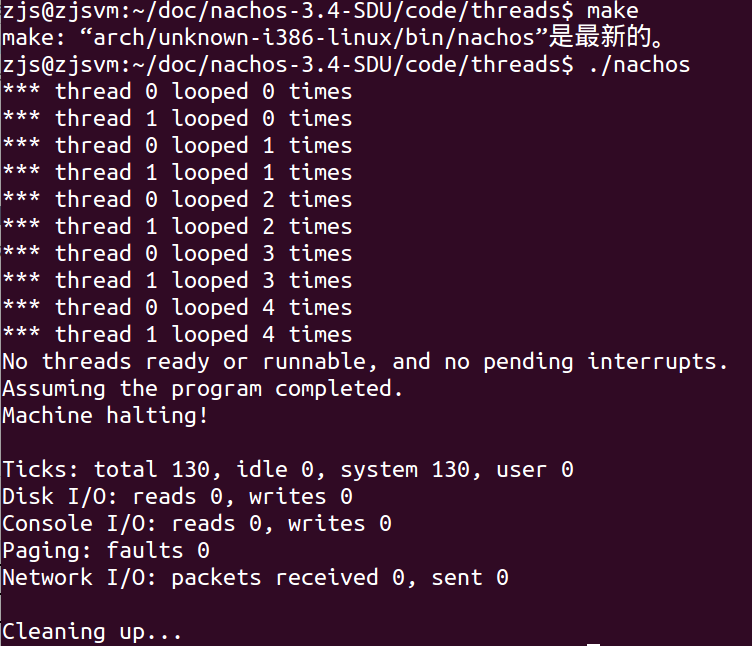 zjs@zjsvm:~/doc/nachos-3.4-SDU/code/threads$ make
make: “arch/unknown-i386-linux/bin/nachos”是最新的。
zjs@zjsvm:~/doc/nachos-3.4-SDU/code/threads$ ./nachos
*** thread 0 looped 0 times
*** thread 1 looped 0 times
*** thread 0 looped 1 times
*** thread 1 looped 1 times
*** thread 0 looped 2 times
*** thread 1 looped 2 times
*** thread 0 looped 3 times
*** thread 1 looped 3 times
*** thread 0 looped 4 times
*** thread 1 looped 4 times
No threads ready or runnable, and no pending interrupts.
Assuming the program completed.
Machine halting!

Ticks: total 130, idle 0, system 130, user 0
Disk I/O: reads 0, writes 0
Console I/O: reads 0, writes 0
Paging: faults 0
Network I/O: packets received 0, sent 0

Cleaning up...